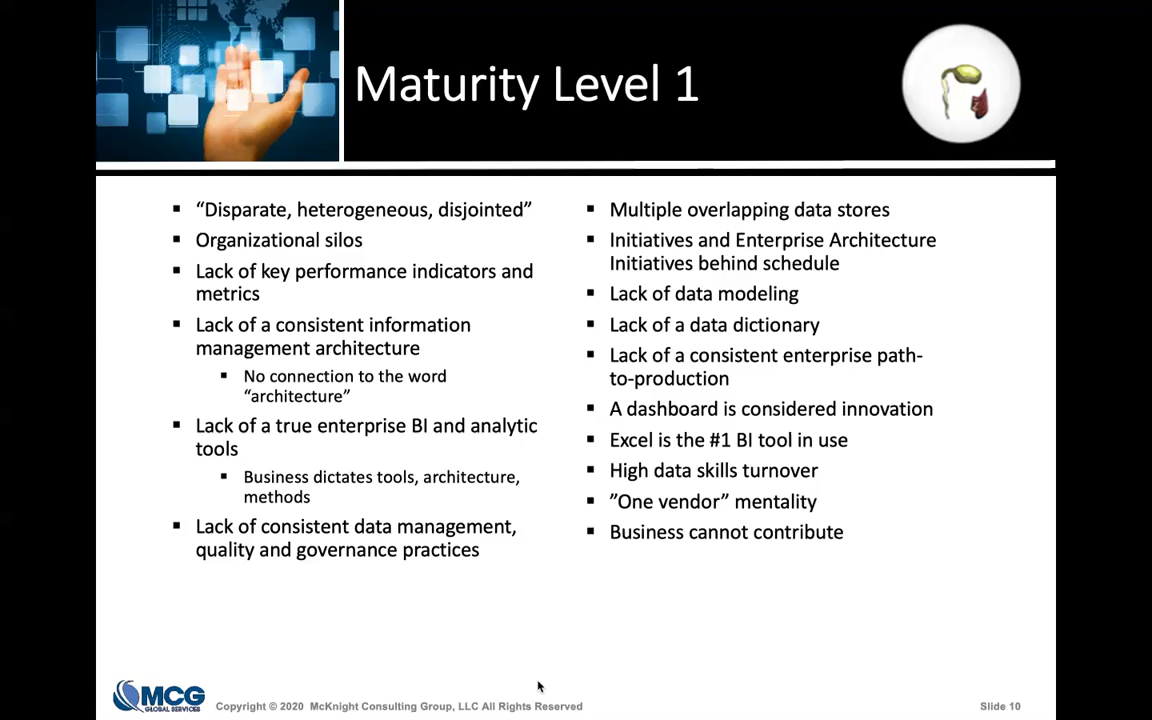 Maturity Level 1
“Disparate, heterogeneous, disjointed”
Organizational silos
Lack of key performance indicators and
metrics
Lack of a consistent information
management architecture
No connection to the word
“architecture”
Lack of a true enterprise BI and analytic
tools
Business dictates tools, architecture,
methods
Lack of consistent data management,
quality and governance practices
Multiple overlapping data stores
Initiatives and Enterprise Architecture
Initiatives behind schedule
Lack of data modeling
Lack of a data dictionary
Lack of a consistent enterprise path-
to-production
A dashboard is considered innovation
Excel is the #1 BI tool in use
High data skills turnover
”One vendor” mentality
Business cannot contribute
MCG
GLOBAL SERVICES
Copyright © 2020 McKnight Consulting Group, LLC All Rights Reserved
Slide 10